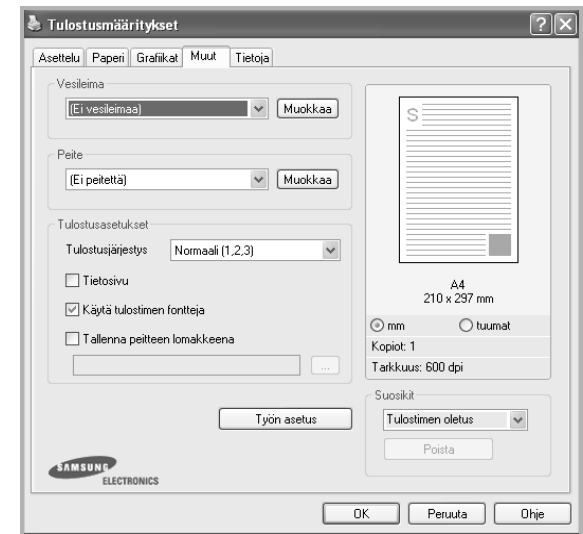 Tulostusmääritykset
Asettelu Paperi Grafiikat Muut Tietoja
Vesileima
(Ei vesileimaa) Muokkaa
Peite
(Ei peitettä) Muokkaa
Tulostusasetukset
Tulostusjärjestys Normaali (1,2,3)
Tietosivu
Käytä tulostimen fontteja
Tallenna peitteen lomakkeena
...
Työn asetus
SAMSUNG
ELECTRONICS
S
A4
210 x 297 mm
mm tuumat
Kopiot: 1
Tarkkuus: 600 dpi
Suosikit
Tulostimen oletus
Poista
OK Peruuta Ohje